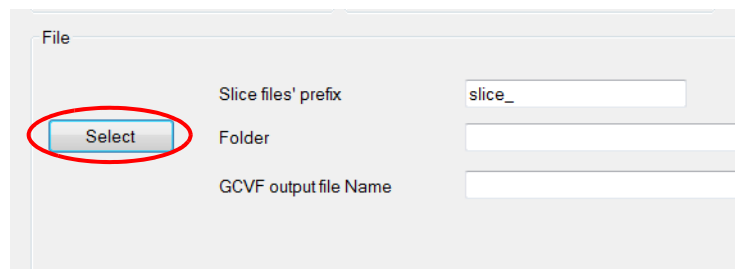 File
Slice files' prefix slice_
Select Folder
GCVF output file Name